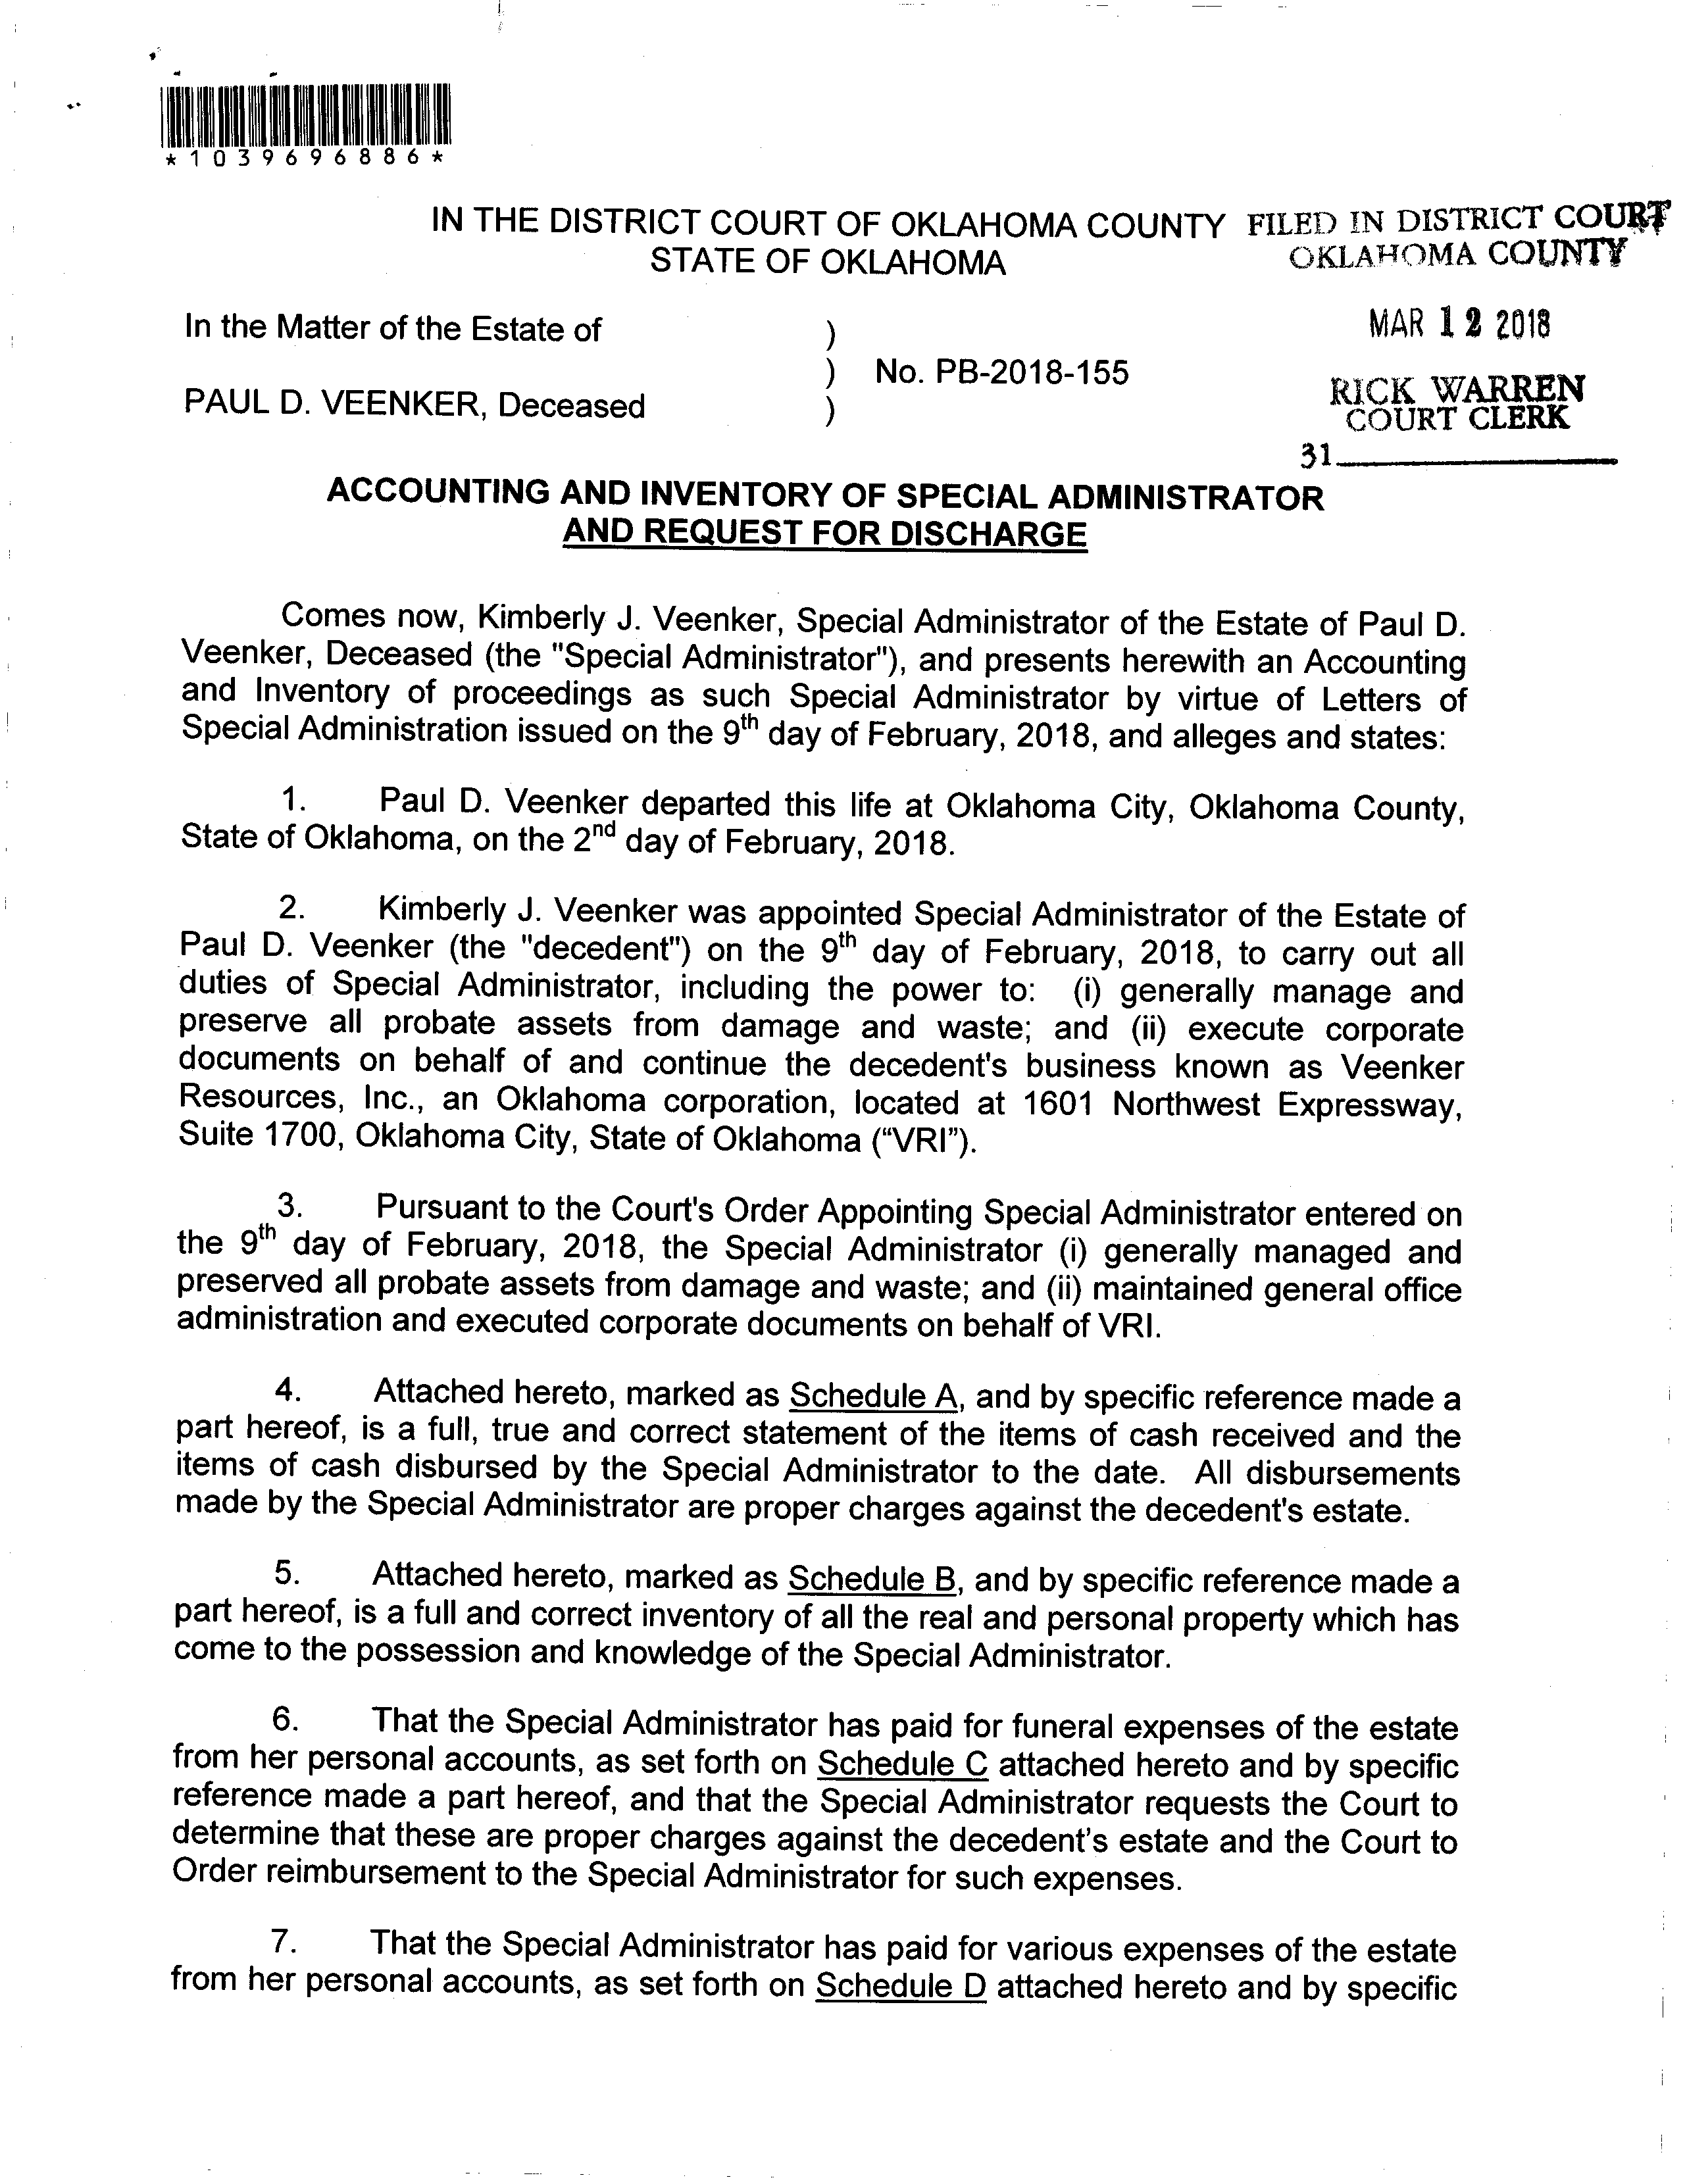 *1039696886*
IN THE DISTRICT COURT OF OKLAHOMA COUNTY FILED IN DISTRICT COURT
STATE OF OKLAHOMA OKLAHOMA COUNTY
In the Matter of the Estate of ) MAR 12 2018
) No. PB-2018-155
PAUL D. VEENKER, Deceased ) RICK WARREN
COURT CLERK
31
ACCOUNTING AND INVENTORY OF SPECIAL ADMINISTRATOR
AND REQUEST FOR DISCHARGE
Comes now, Kimberly J. Veenker, Special Administrator of the Estate of Paul D.
Veenker, Deceased (the "Special Administrator"), and presents herewith an Accounting
and Inventory of proceedings as such Special Administrator by virtue of Letters of
Special Administration issued on the 9th day of February, 2018, and alleges and states:
1. Paul D. Veenker departed this life at Oklahoma City, Oklahoma County,
State of Oklahoma, on the 2nd day of February, 2018.
2. Kimberly J. Veenker was appointed Special Administrator of the Estate of
Paul D. Veenker (the "decedent") on the 9th day of February, 2018, to carry out all
duties of Special Administrator, including the power to: (i) generally manage and
preserve all probate assets from damage and waste; and (ii) execute corporate
documents on behalf of and continue the decedent's business known as Veenker
Resources, Inc., an Oklahoma corporation, located at 1601 Northwest Expressway,
Suite 1700, Oklahoma City, State of Oklahoma (“VRI”).
3. Pursuant to the Court's Order Appointing Special Administrator entered on
the 9th day of February, 2018, the Special Administrator (i) generally managed and
preserved all probate assets from damage and waste; and (ii) maintained general office
administration and executed corporate documents on behalf of VRI.
4. Attached hereto, marked as Schedule A, and by specific reference made a
part hereof, is a full, true and correct statement of the items of cash received and the
items of cash disbursed by the Special Administrator to the date. All disbursements
made by the Special Administrator are proper charges against the decedent's estate.
5. Attached hereto, marked as Schedule B, and by specific reference made a
part hereof, is a full and correct inventory of all the real and personal property which has
come to the possession and knowledge of the Special Administrator.
6. That the Special Administrator has paid for funeral expenses of the estate
from her personal accounts, as set forth on Schedule C attached hereto and by specific
reference made a part hereof, and that the Special Administrator requests the Court to
determine that these are proper charges against the decedent’s estate and the Court to
Order reimbursement to the Special Administrator for such expenses.
7. That the Special Administrator has paid for various expenses of the estate
from her personal accounts, as set forth on Schedule D attached hereto and by specific